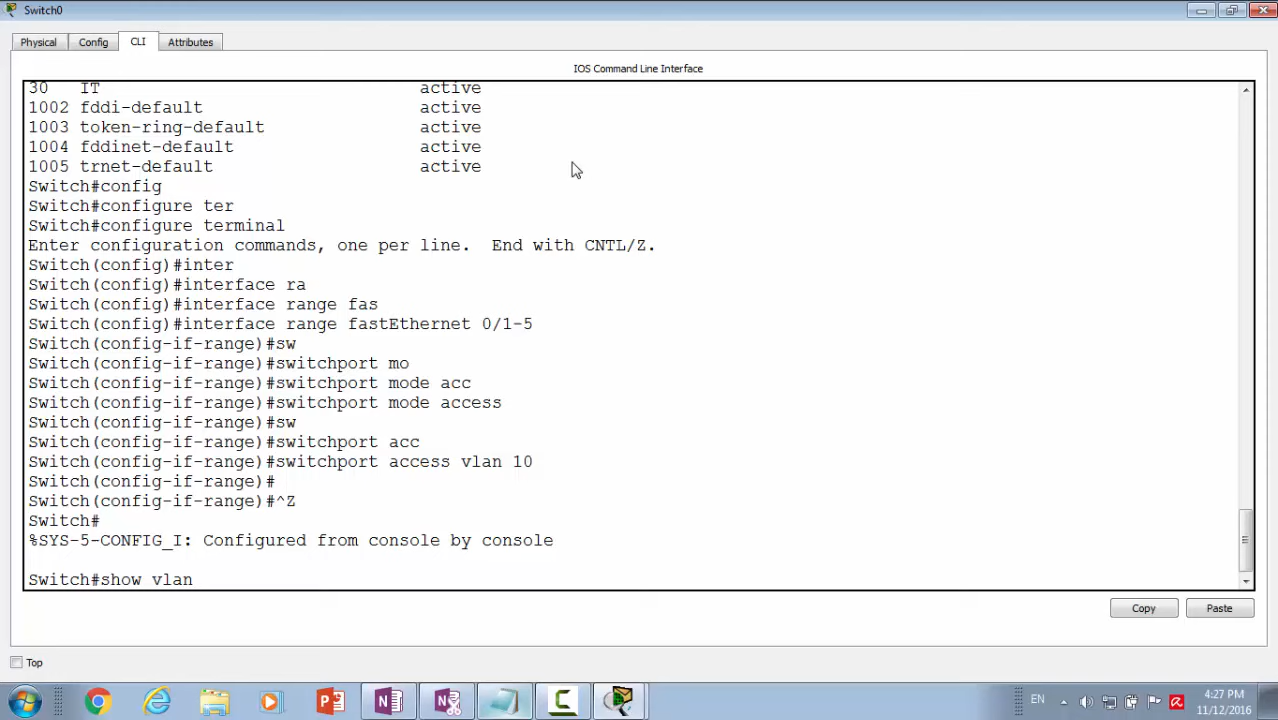 Switch0
Physical Config CLI Attributes
IOS Command Line Interface
30 IT active
1002 fddi-default active
1003 token-ring-default active
1004 fddinet-default active
1005 trnet-default active
Switch#config
Switch#configure ter
Switch#configure terminal
Enter configuration commands, one per line. End with CNTL/Z.
Switch(config)#inter
Switch(config)#interface ra
Switch(config)#interface range fas
Switch(config)#interface range fastEthernet 0/1-5
Switch(config-if-range)#sw
Switch(config-if-range)#switchport mo
Switch(config-if-range)#switchport mode acc
Switch(config-if-range)#switchport mode access
Switch(config-if-range)#sw
Switch(config-if-range)#switchport acc
Switch(config-if-range)#switchport access vlan 10
Switch(config-if-range)#
Switch(config-if-range)#^Z
Switch#
%SYS-5-CONFIG_I: Configured from console by console
Switch#show vlan
Copy Paste
Top
EN 4:27 PM
11/12/2016